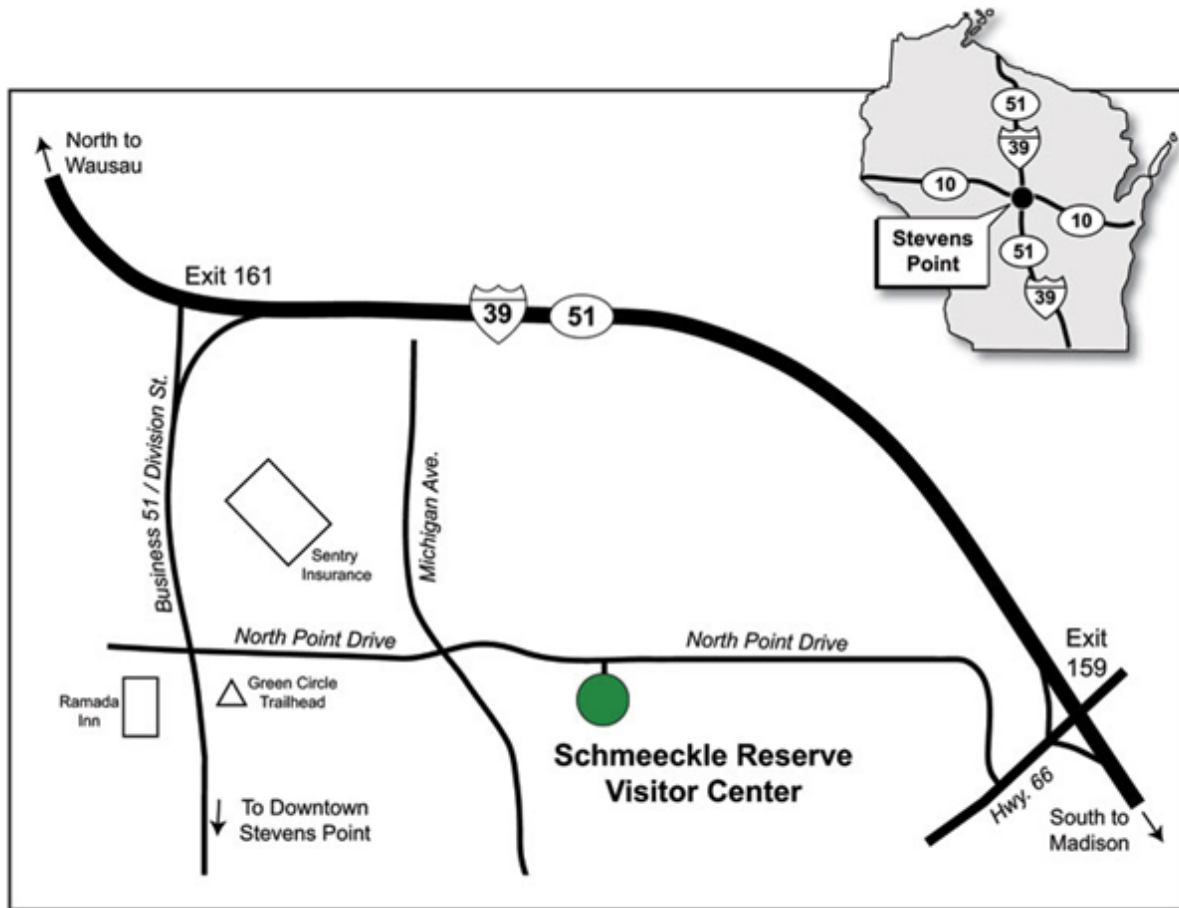 North to
Wausau
Exit 161
39
51
51
39
10
10
Stevens
Point
51
39
Business 51 / Division St.
Michigan Ave.
Sentry
Insurance
North Point Drive
North Point Drive
Exit
159
Ramada
Inn
Green Circle
Trailhead
Schmeeckle Reserve
Visitor Center
Hwy. 66
To Downtown
Stevens Point
South to
Madison